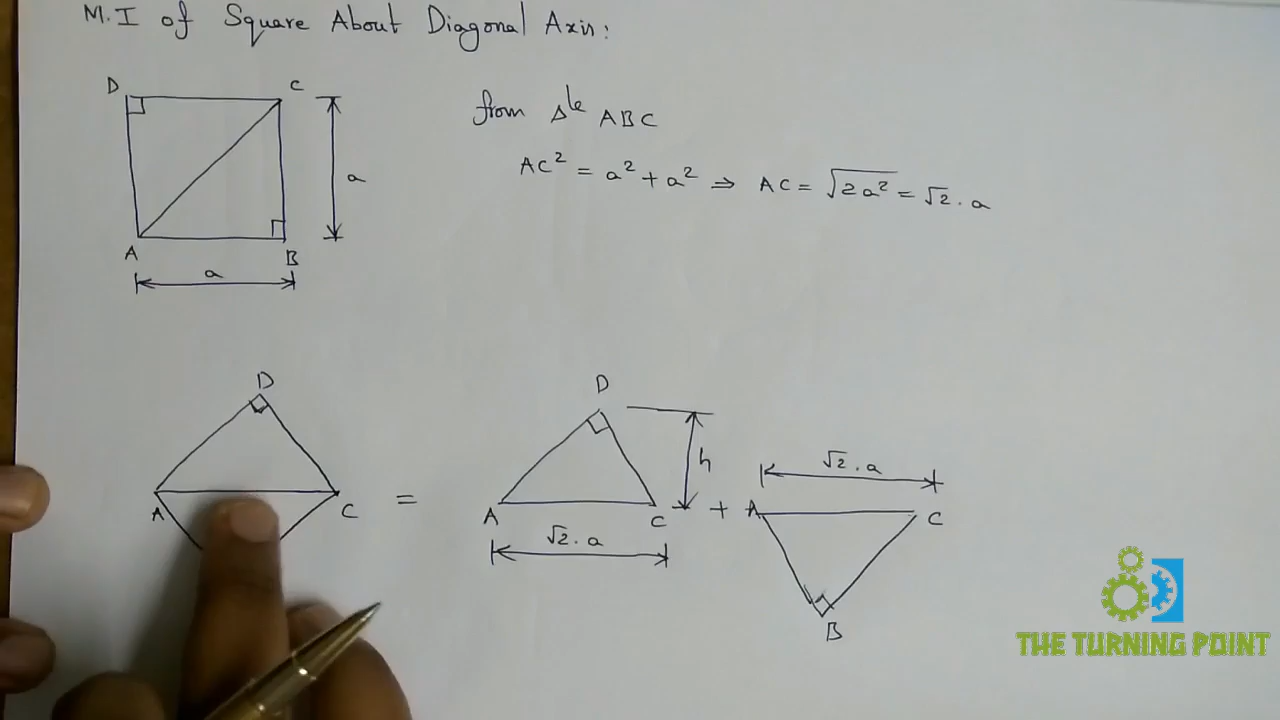 M.I of Square About Diagonal Axis:
D
C
a
A
B
a
from Δle ABC
AC² = a² + a² ⇒ AC = √2a² = √2 . a
D
A
C
=
D
h
A
C
√2 . a
+
√2 . a
A
C
B
THE TURNING POINT